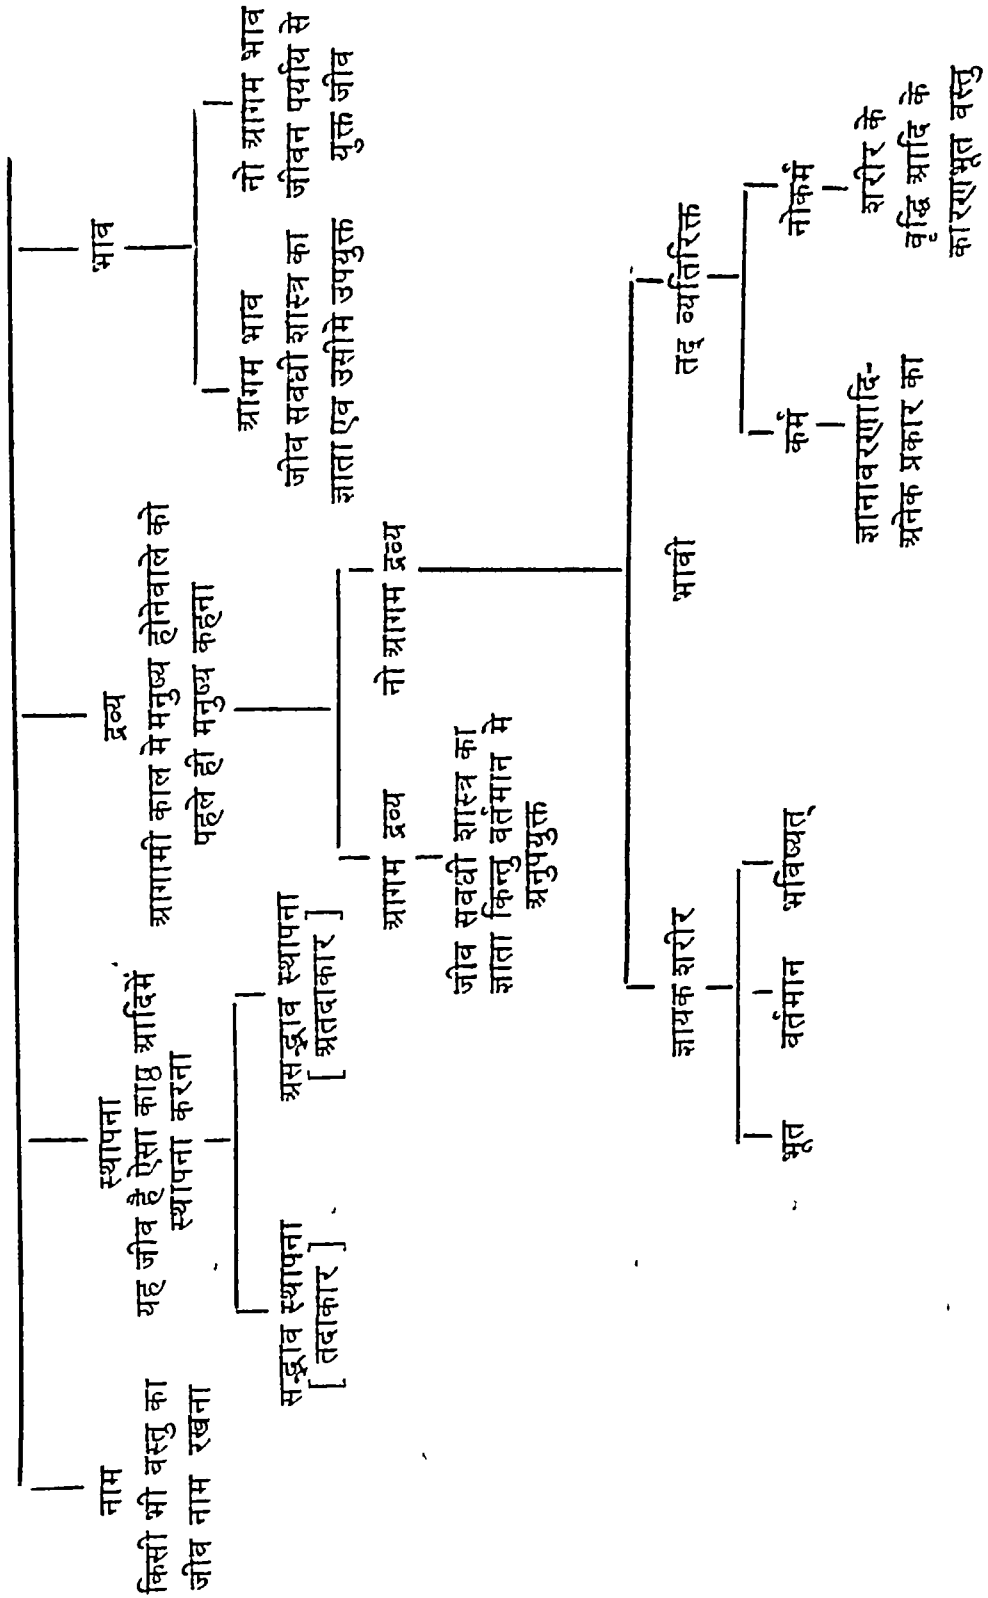 नाम
किसी भी वस्तु का
जीव नाम रखना
स्थापना
यह जीव है ऐसा काष्ठ आदिमें
स्थापना करना
सद्भाव स्थापना
[ तदाकार ]
असद्भाव स्थापना
[ अतदाकार ]
द्रव्य
आगामी काल मे मनुष्य होनेवाले को
पहले ही मनुष्य कहना
आगम द्रव्य
जीव सबधी शास्त्र का
ज्ञाता किन्तु वर्तमान मे
अनुपयुक्त
नो आगम द्रव्य
ज्ञायक शरीर
भूत
वर्तमान
भविष्यत्
भावी
तद् व्यतिरिक्त
कर्म
ज्ञानावरणादि-
अनेक प्रकार का
नोकर्म
शरीर के
वृद्धि आदि के
कारणभूत वस्तु
भाव
आगम भाव
जीव सबधी शास्त्र का
ज्ञाता एव उसीमे उपयुक्त
नो आगम भाव
जीवन पर्याय से
युक्त जीव